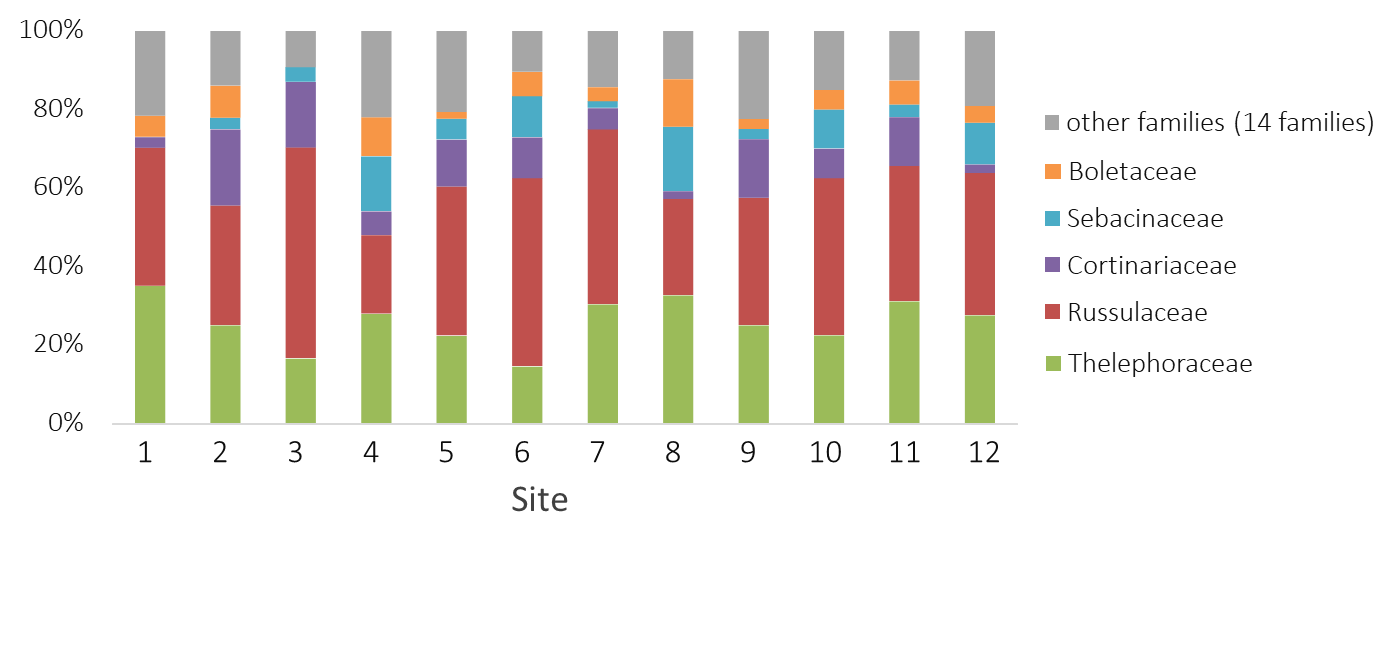 100%
80%
60%
40%
20%
0%
1 2 3 4 5 6 7 8 9 10 11 12
Site
other families (14 families)
Boletaceae
Sebacinaceae
Cortinariaceae
Russulaceae
Thelephoraceae